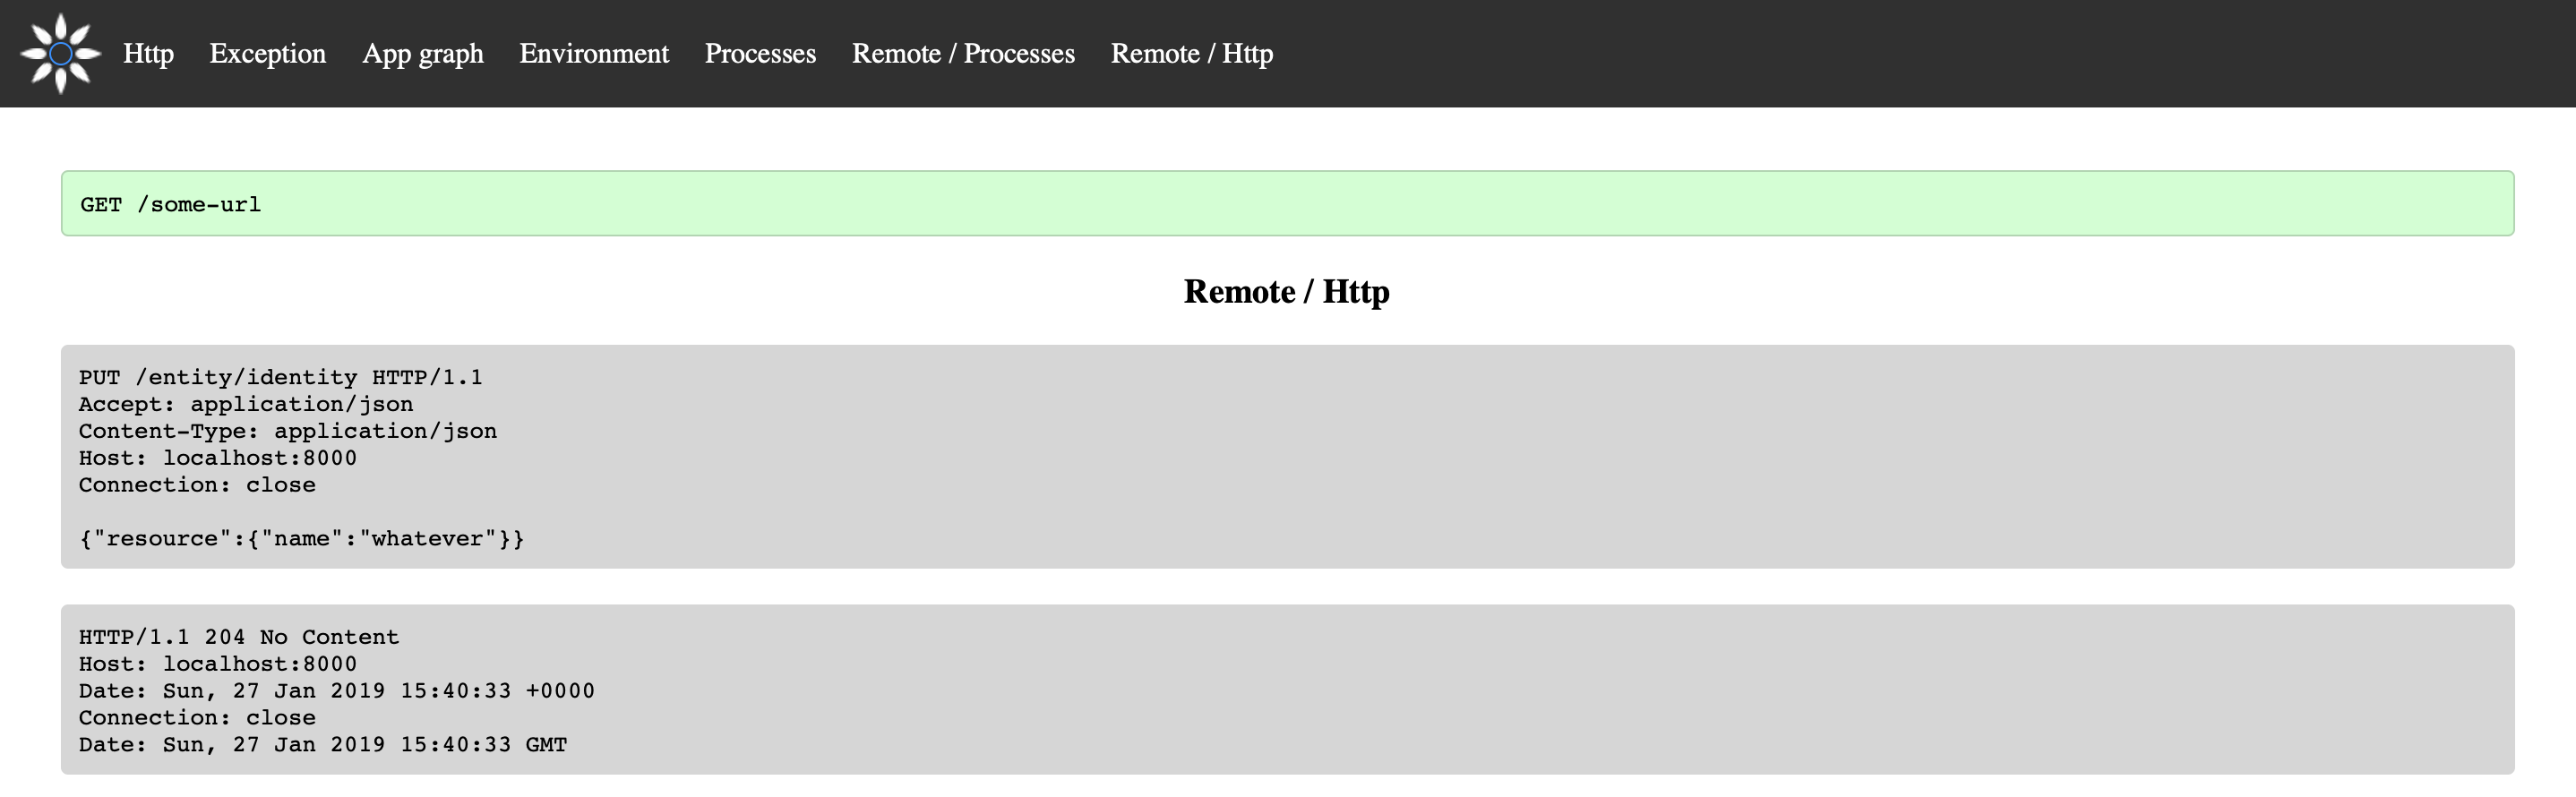 Http Exception App graph Environment Processes Remote / Processes Remote / Http
GET /some-url
Remote / Http
PUT /entity/identity HTTP/1.1
Accept: application/json
Content-Type: application/json
Host: localhost:8000
Connection: close
{"resource":{"name":"whatever"}}
HTTP/1.1 204 No Content
Host: localhost:8000
Date: Sun, 27 Jan 2019 15:40:33 +0000
Connection: close
Date: Sun, 27 Jan 2019 15:40:33 GMT